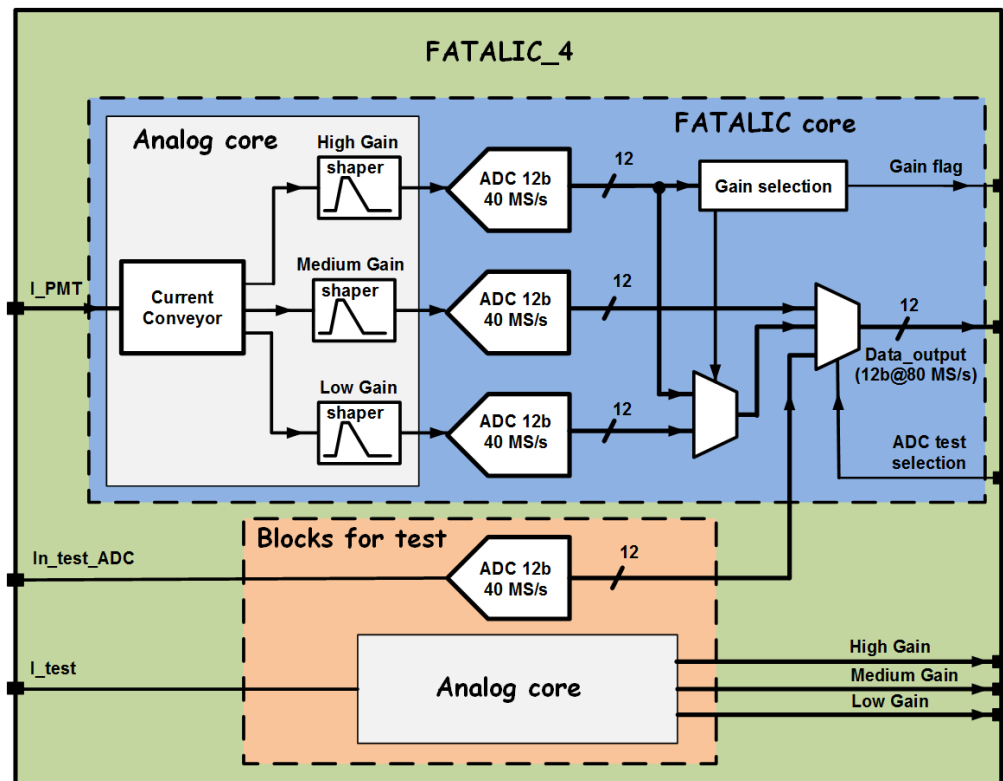 FATALIC_4
FATALIC core
Analog core
High Gain
shaper
ADC 12b
40 MS/s
12
Gain selection
Gain flag
I_PMT
Current
Conveyor
Medium Gain
shaper
ADC 12b
40 MS/s
12
12
Data_output
(12b@80 MS/s)
Low Gain
shaper
ADC 12b
40 MS/s
12
ADC test
selection
Blocks for test
In_test_ADC
ADC 12b
40 MS/s
12
I_test
Analog core
High Gain
Medium Gain
Low Gain